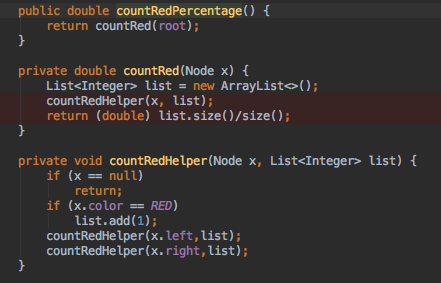 public double countRedPercentage() {
    return countRed(root);
}
private double countRed(Node x) {
    List<Integer> list = new ArrayList<>();
    countRedHelper(x, list);
    return (double) list.size()/size();
}
private void countRedHelper(Node x, List<Integer> list) {
    if (x == null)
        return;
    if (x.color == RED)
        list.add(1);
    countRedHelper(x.left,list);
    countRedHelper(x.right,list);
}